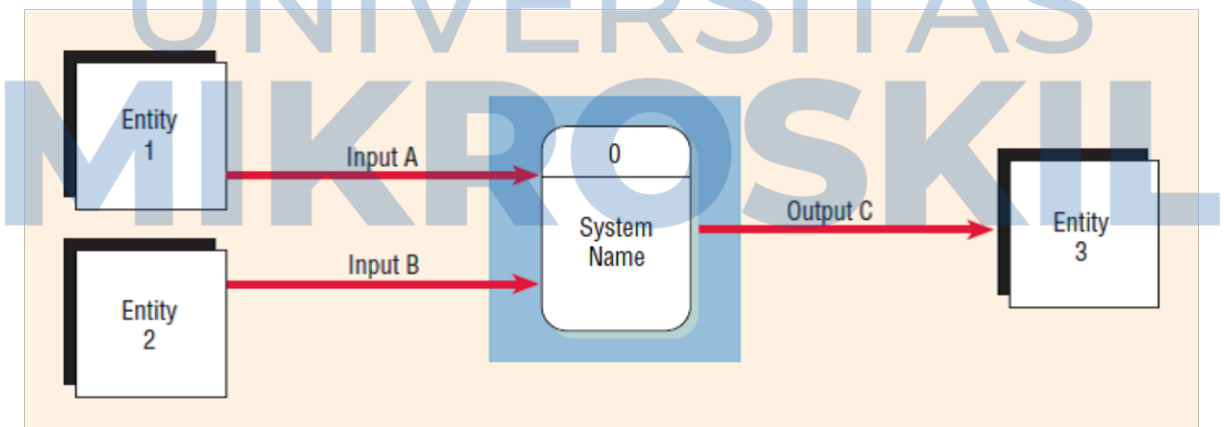 UNIVERSITAS
MIKROSKIL
Entity
1
Input A
Entity
2
Input B
0
System
Name
Output C
Entity
3